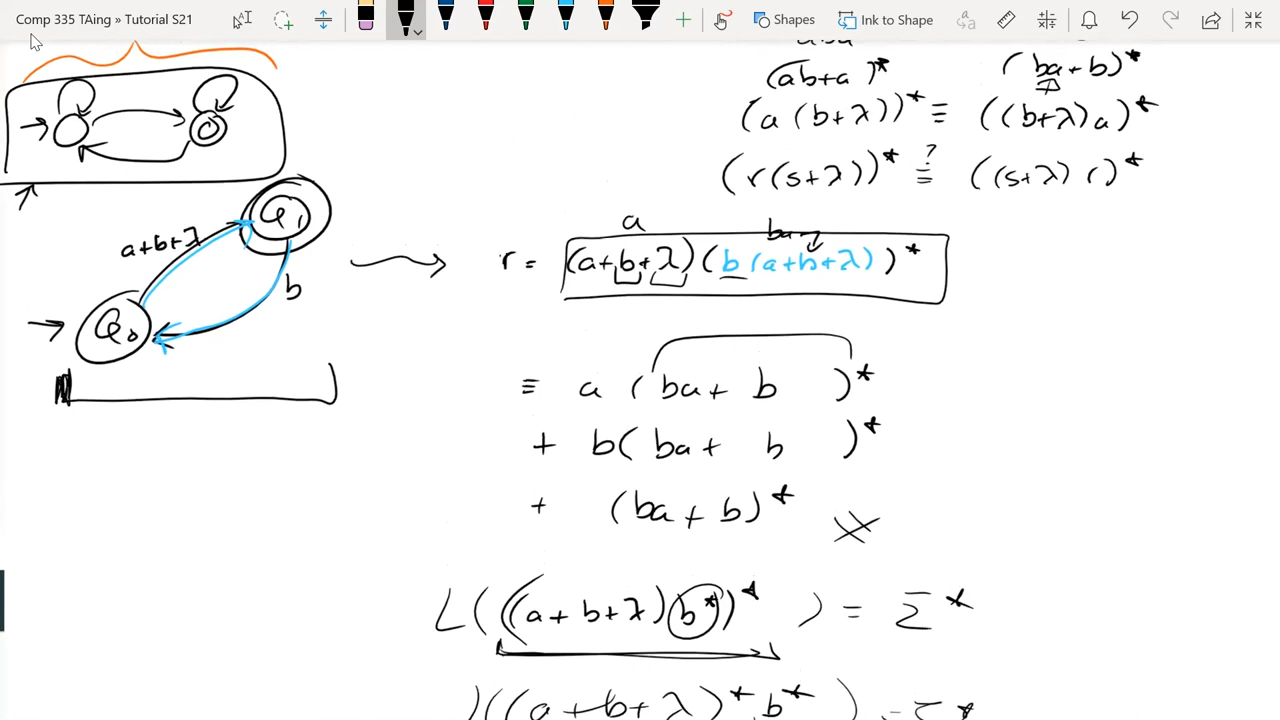 Comp 335 TAing » Tutorial S21
Shapes
Ink to Shape
(ab+a)* (ba+b)*
(a(b+λ))* ≡ ((b+λ)a)*
(r(s+λ))* ≡? ((s+λ)r)*
Q₁
a+b+λ
a ba
r = (a+b+λ)(b(a+b+λ))*
b
Q₀
≡ a(ba+b)*
+ b(ba+b)*
+ (ba+b)*
L(((a+b+λ)b*)*) = Σ*
((a+b+λ)*b*) = Σ*